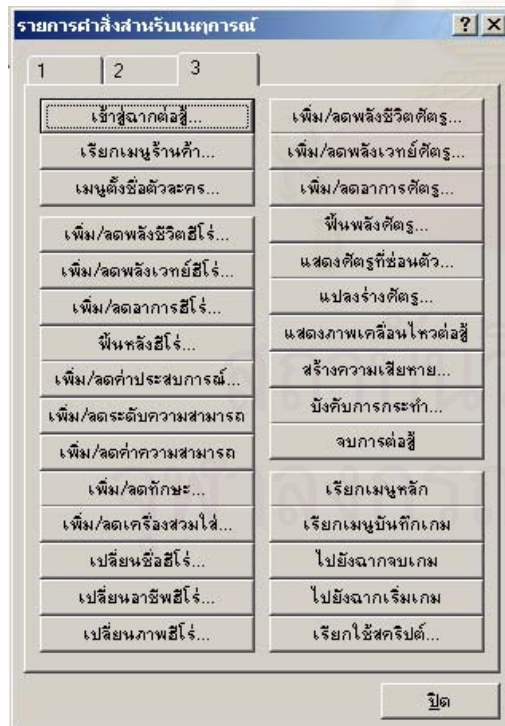 รายการคำสั่งสำหรับเหตุการณ์
1 2 3
เข้าสู่ฉากต่อสู้...
เรียกเมนูร้านค้า...
เมนูตั้งชื่อตัวละคร...
เพิ่ม/ลดพลังชีวิตฮีโร่...
เพิ่ม/ลดพลังเวทย์ฮีโร่...
เพิ่ม/ลดอาการฮีโร่...
ฟื้นพลังฮีโร่...
เพิ่ม/ลดค่าประสบการณ์...
เพิ่ม/ลดระดับความสามารถ
เพิ่ม/ลดค่าความสามารถ
เพิ่ม/ลดทักษะ...
เพิ่ม/ลดเครื่องสวมใส่...
เปลี่ยนชื่อฮีโร่...
เปลี่ยนอาชีพฮีโร่...
เปลี่ยนภาพฮีโร่...
เพิ่ม/ลดพลังชีวิตศัตรู...
เพิ่ม/ลดพลังเวทย์ศัตรู...
เพิ่ม/ลดอาการศัตรู...
ฟื้นพลังศัตรู...
แสดงศัตรูที่ซ่อนตัว...
แปลงร่างศัตรู...
แสดงภาพเคลื่อนไหวต่อสู้
สร้างความเสียหาย...
บังคับการกระทำ...
จบการต่อสู้
เรียกเมนูหลัก
เรียกเมนูบันทึกเกม
ไปยังฉากจบเกม
ไปยังฉากเริ่มเกม
เรียกใช้สคริปต์...
ปิด